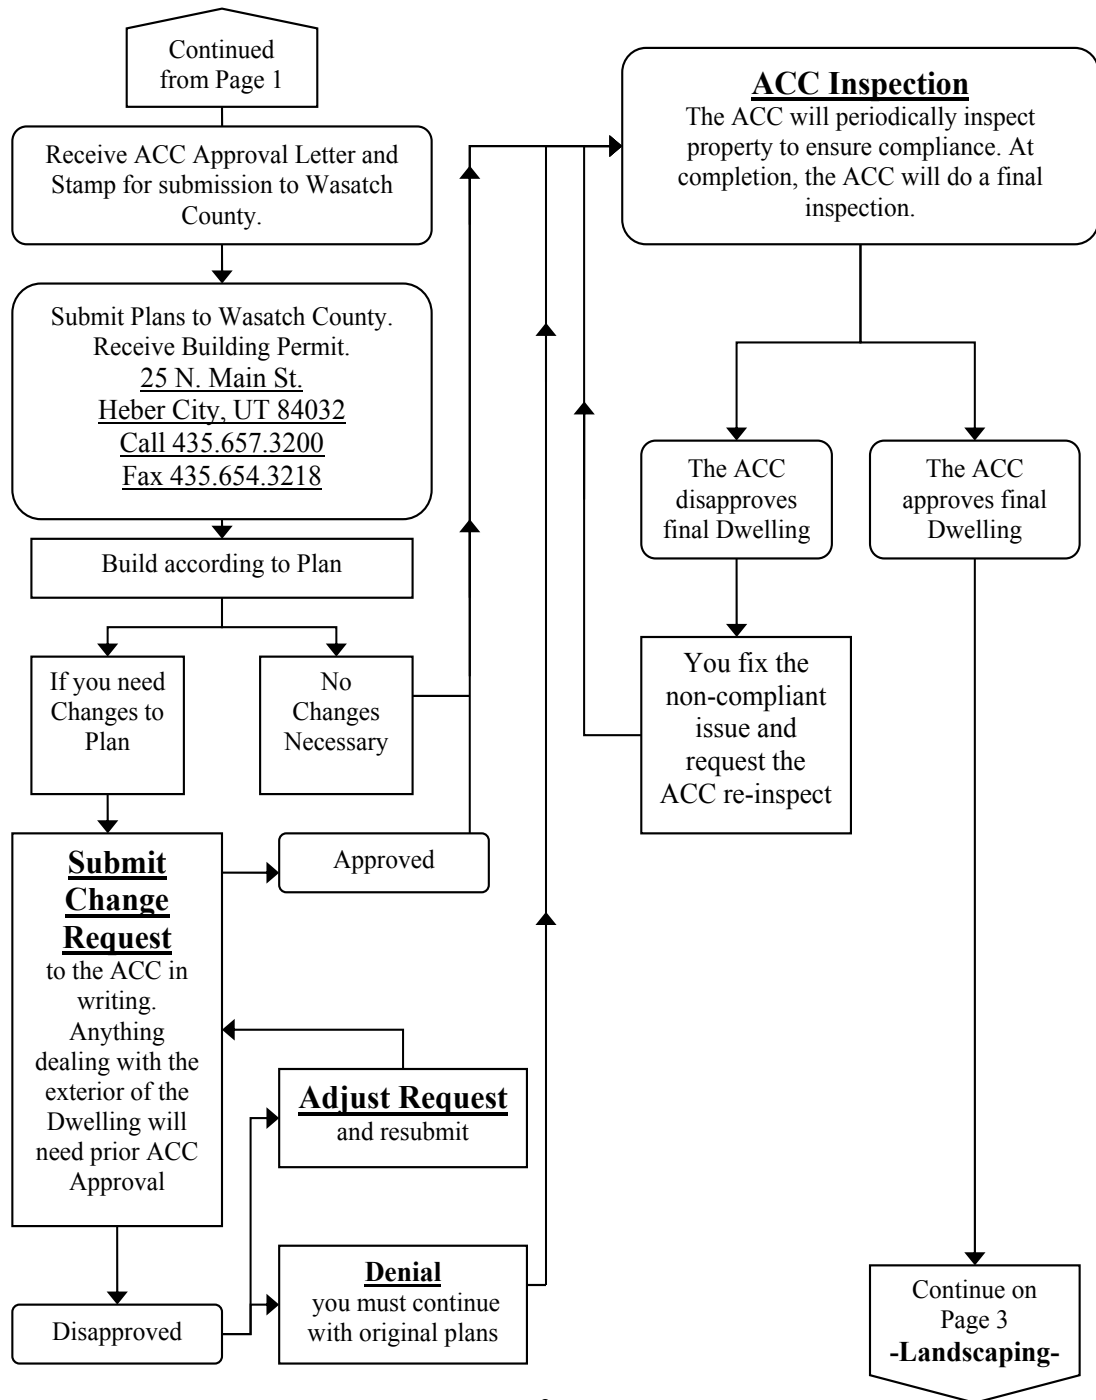 Continued
from Page 1
Receive ACC Approval Letter and
Stamp for submission to Wasatch
County.
Submit Plans to Wasatch County.
Receive Building Permit.
25 N. Main St.
Heber City, UT 84032
Call 435.657.3200
Fax 435.654.3218
Build according to Plan
If you need
Changes to
Plan
No
Changes
Necessary
Submit
Change
Request
to the ACC in
writing.
Anything
dealing with the
exterior of the
Dwelling will
need prior ACC
Approval
Approved
Adjust Request
and resubmit
Disapproved
Denial
you must continue
with original plans
ACC Inspection
The ACC will periodically inspect
property to ensure compliance. At
completion, the ACC will do a final
inspection.
The ACC
disapproves
final Dwelling
The ACC
approves final
Dwelling
You fix the
non-compliant
issue and
request the
ACC re-inspect
Continue on
Page 3
-Landscaping-